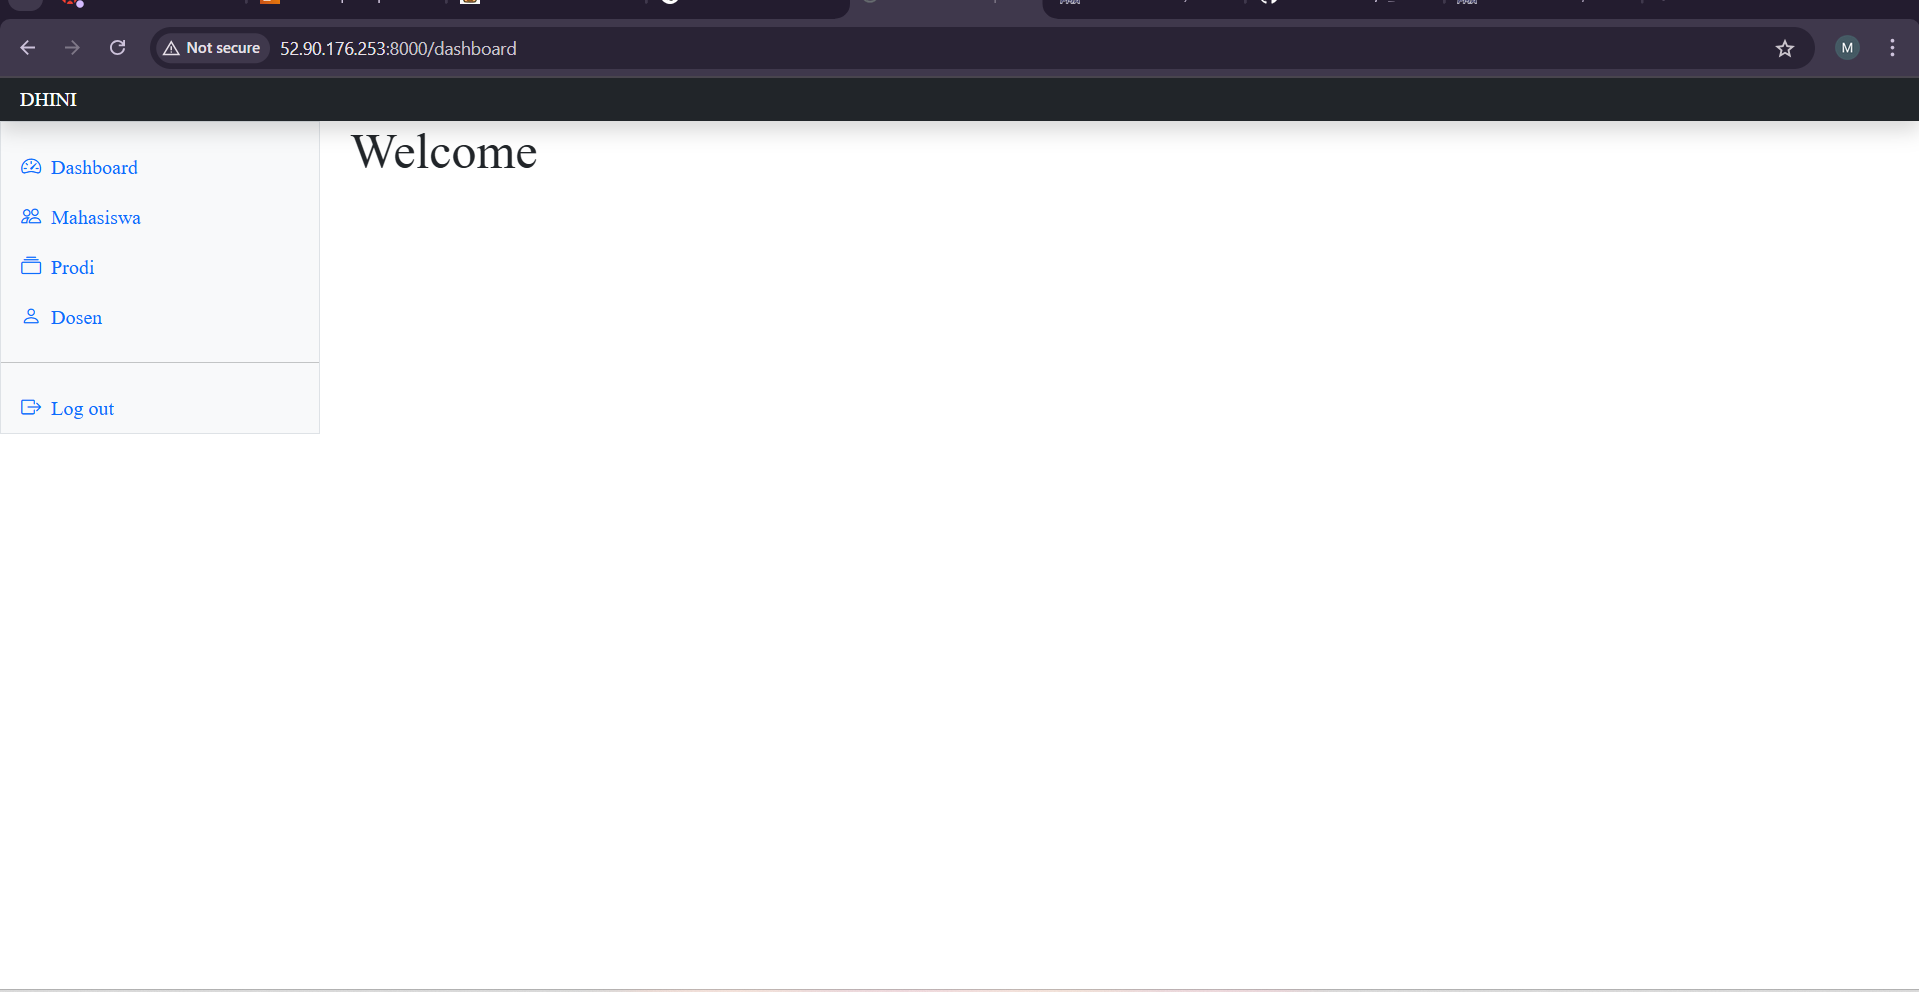 Not secure 52.90.176.253:8000/dashboard M
DHINI
Welcome
Dashboard
Mahasiswa
Prodi
Dosen
Log out